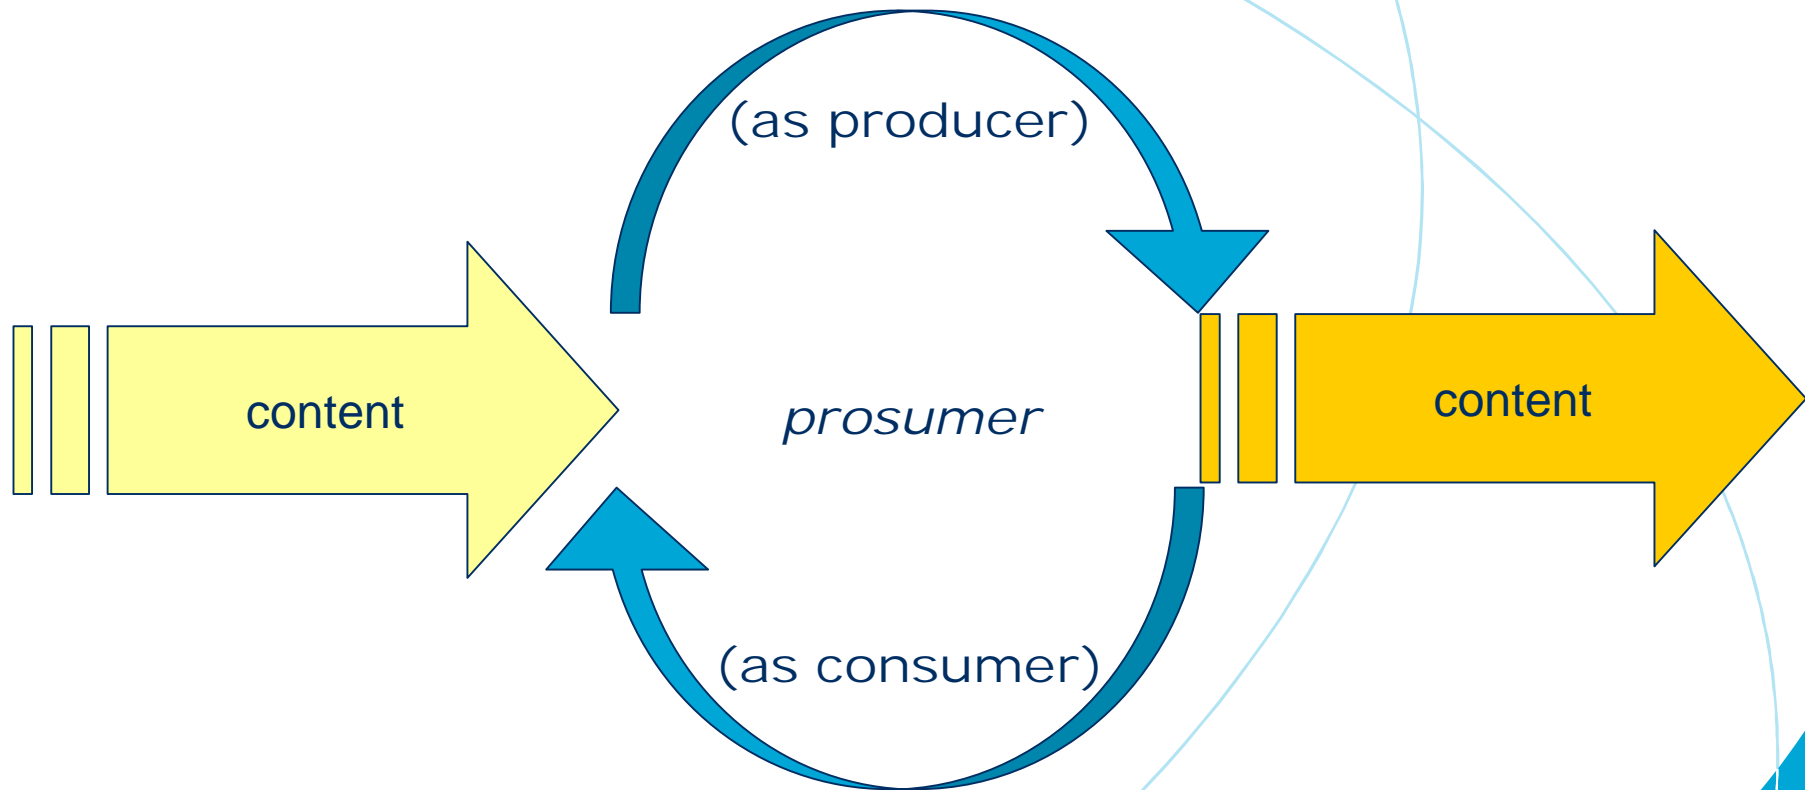 (as producer)
content
prosumer
content
(as consumer)